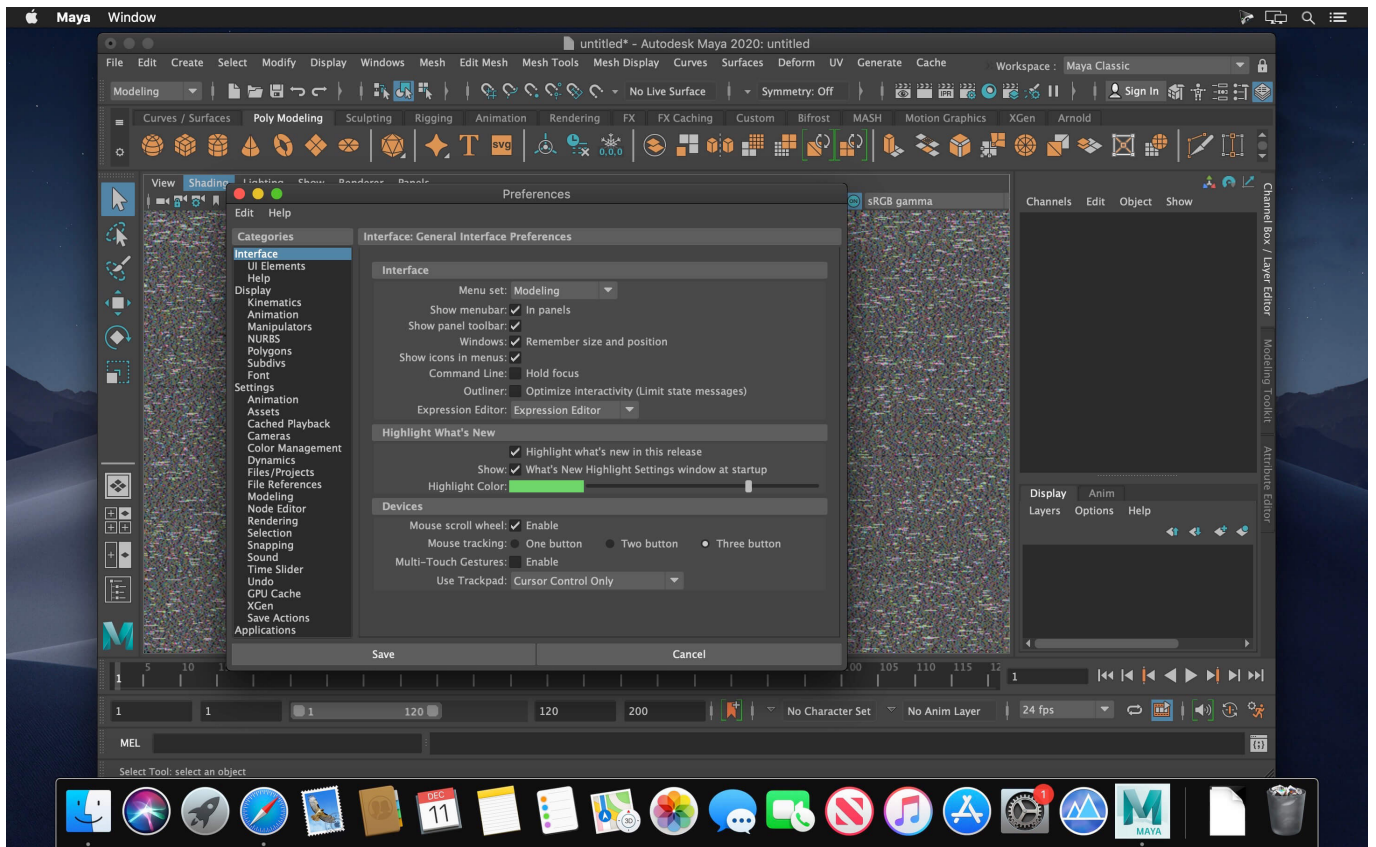 Maya Window
untitled* - Autodesk Maya 2020: untitled
File Edit Create Select Modify Display Windows Mesh Edit Mesh Mesh Tools Mesh Display Curves Surfaces Deform UV Generate Cache Workspace : Maya Classic
Modeling No Live Surface Symmetry: Off IPR Sign In
Curves / Surfaces Poly Modeling Sculpting Rigging Animation Rendering FX FX Caching Custom Bifrost MASH Motion Graphics XGen Arnold
T svg 0,0,0
View Shading Lighting Show Renderer Panels
ON sRGB gamma
Preferences
Edit Help
Categories
Interface
UI Elements
Help
Display
Kinematics
Animation
Manipulators
NURBS
Polygons
Subdivs
Font
Settings
Animation
Assets
Cached Playback
Cameras
Color Management
Dynamics
Files/Projects
File References
Modeling
Node Editor
Rendering
Selection
Snapping
Sound
Time Slider
Undo
GPU Cache
XGen
Save Actions
Applications
Interface: General Interface Preferences
Interface
Menu set: Modeling
Show menubar: In panels
Show panel toolbar:
Windows: Remember size and position
Show icons in menus:
Command Line: Hold focus
Outliner: Optimize interactivity (Limit state messages)
Expression Editor: Expression Editor
Highlight What's New
Highlight what's new in this release
Show: What's New Highlight Settings window at startup
Highlight Color:
Devices
Mouse scroll wheel: Enable
Mouse tracking: One button Two button Three button
Multi-Touch Gestures: Enable
Use Trackpad: Cursor Control Only
Save Cancel
Channels Edit Object Show
Display Anim
Layers Options Help
Channel Box / Layer Editor
Modeling Toolkit
Attribute Editor
M
5 10 105 110 115 12
1 1
1 1 1 120 120 200 No Character Set No Anim Layer 24 fps
MEL
Select Tool: select an object
DEC
11
3D
1
MAYA